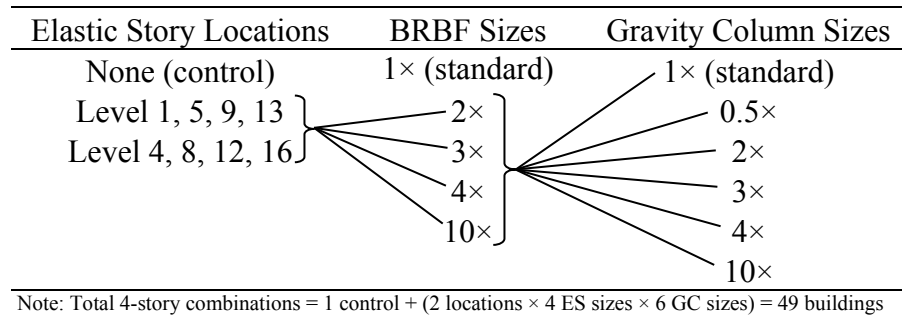 Elastic Story Locations BRBF Sizes Gravity Column Sizes
None (control) 1× (standard) 1× (standard)
Level 1, 5, 9, 13 2× 0.5×
Level 4, 8, 12, 16 3× 2×
4× 3×
10× 4×
10×
Note: Total 4-story combinations = 1 control + (2 locations × 4 ES sizes × 6 GC sizes) = 49 buildings